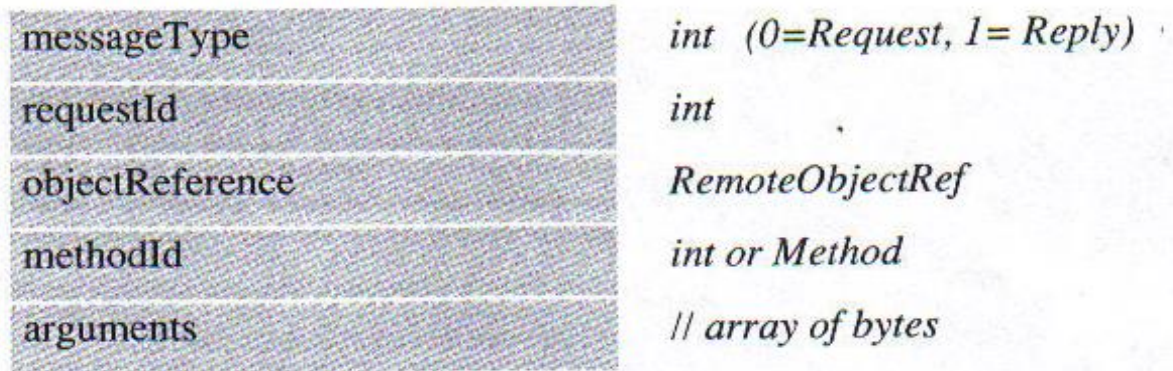 messageType int (0=Request, 1= Reply)
requestId int
objectReference RemoteObjectRef
methodId int or Method
arguments // array of bytes